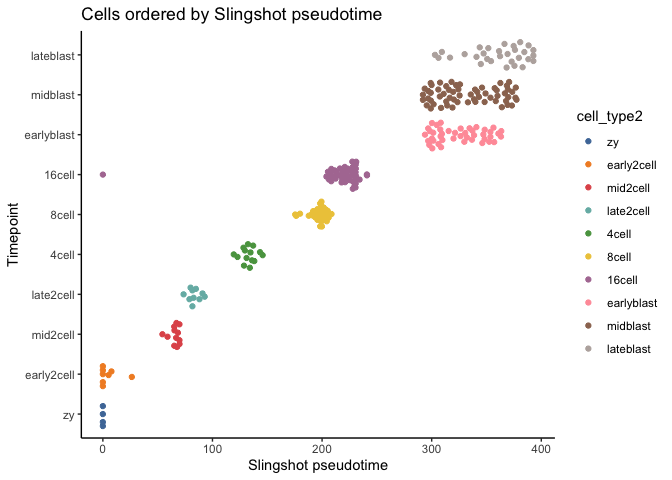 Cells ordered by Slingshot pseudotime
Timepoint
lateblast
midblast
earlyblast
16cell
8cell
4cell
late2cell
mid2cell
early2cell
zy
0 100 200 300 400
Slingshot pseudotime
cell_type2
zy
early2cell
mid2cell
late2cell
4cell
8cell
16cell
earlyblast
midblast
lateblast